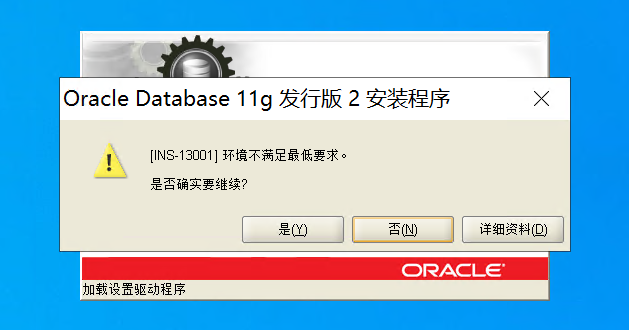 Oracle Database 11g 发行版 2 安装程序
[INS-13001] 环境不满足最低要求。
是否确实要继续?
是(Y)
否(N)
详细资料(D)
ORACLE
加载设置驱动程序